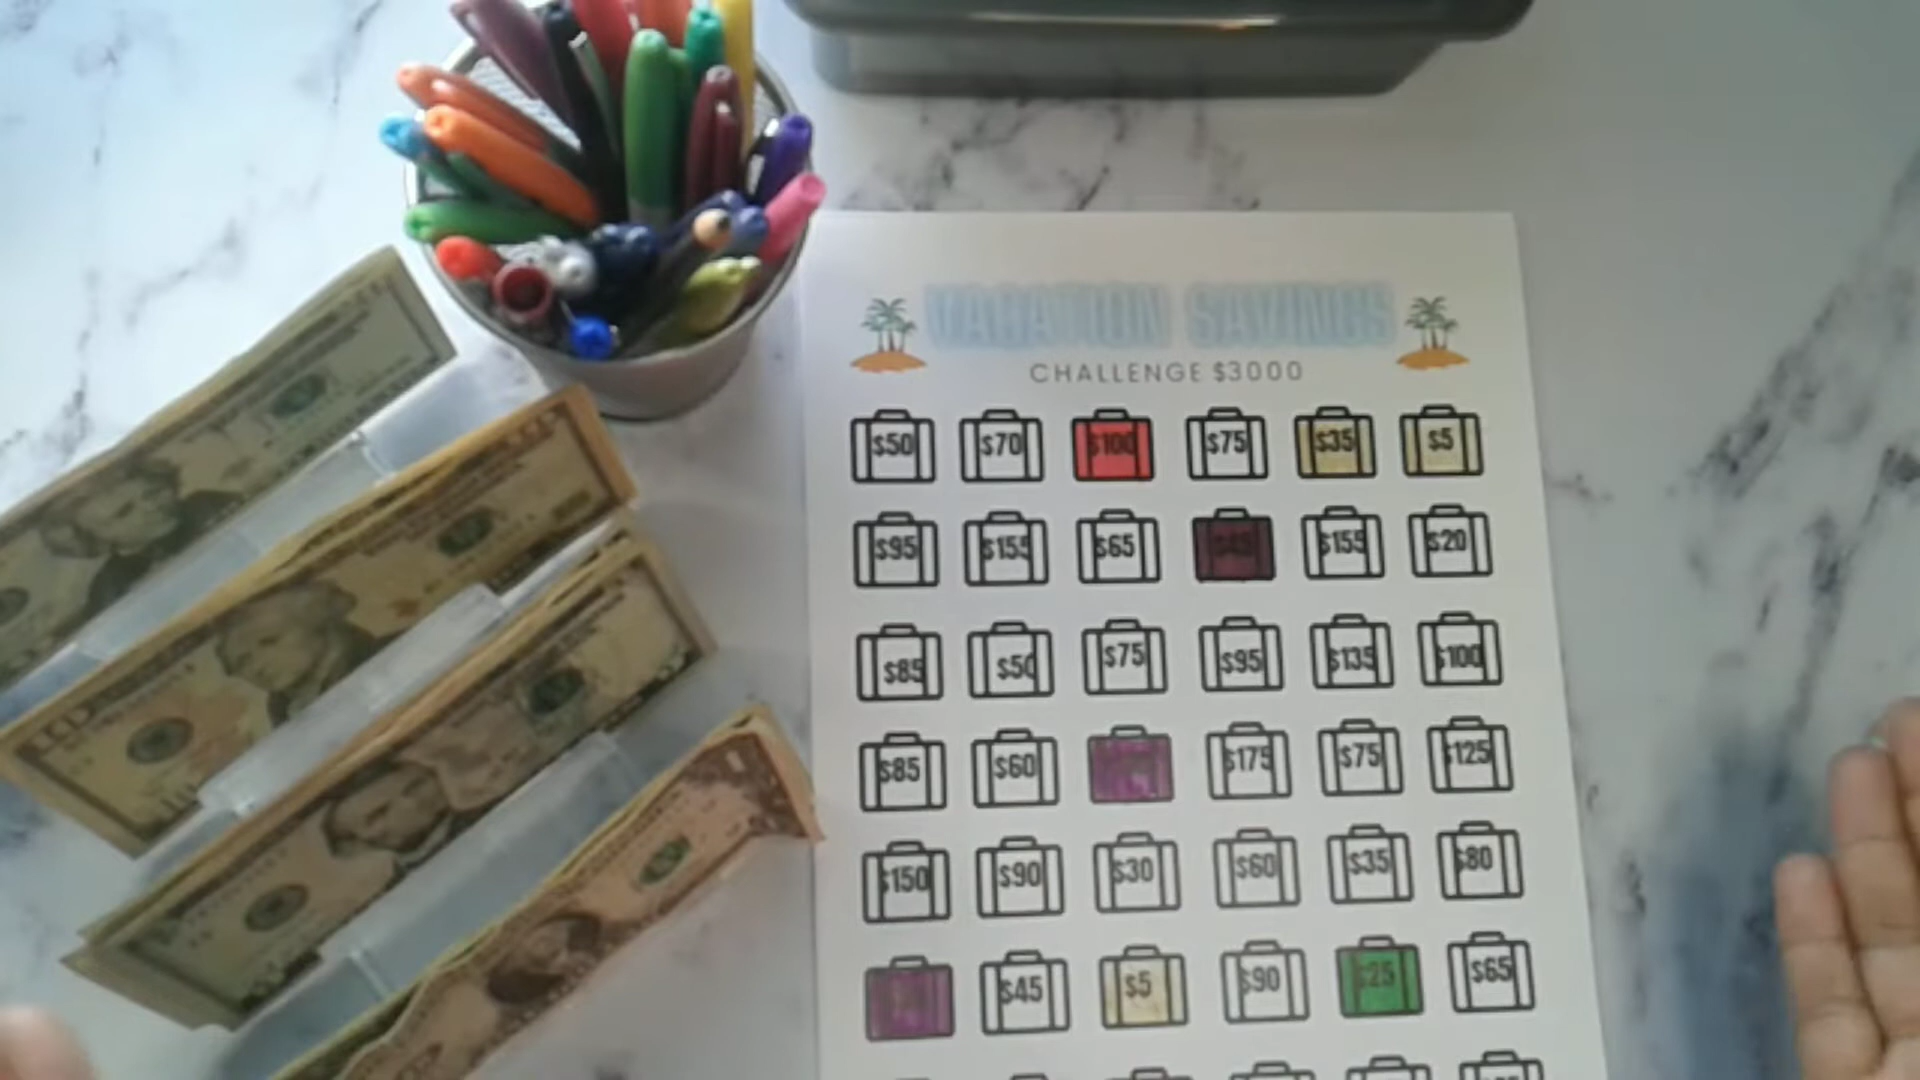 VACATION SAVINGS
CHALLENGE $3000
$50 $70 $100 $75 $35 $5
$95 $155 $65 $45 $155 $20
$85 $50 $75 $95 $135 $100
$85 $60 $175 $75 $125
$150 $90 $30 $60 $35 $80
$45 $5 $90 $25 $65